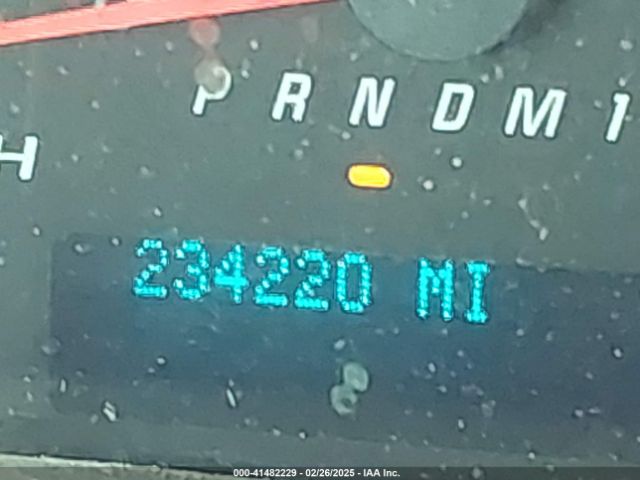 P R N D M 1
H
234220 MI
000-41482229 - 02/26/2025 - IAA Inc.